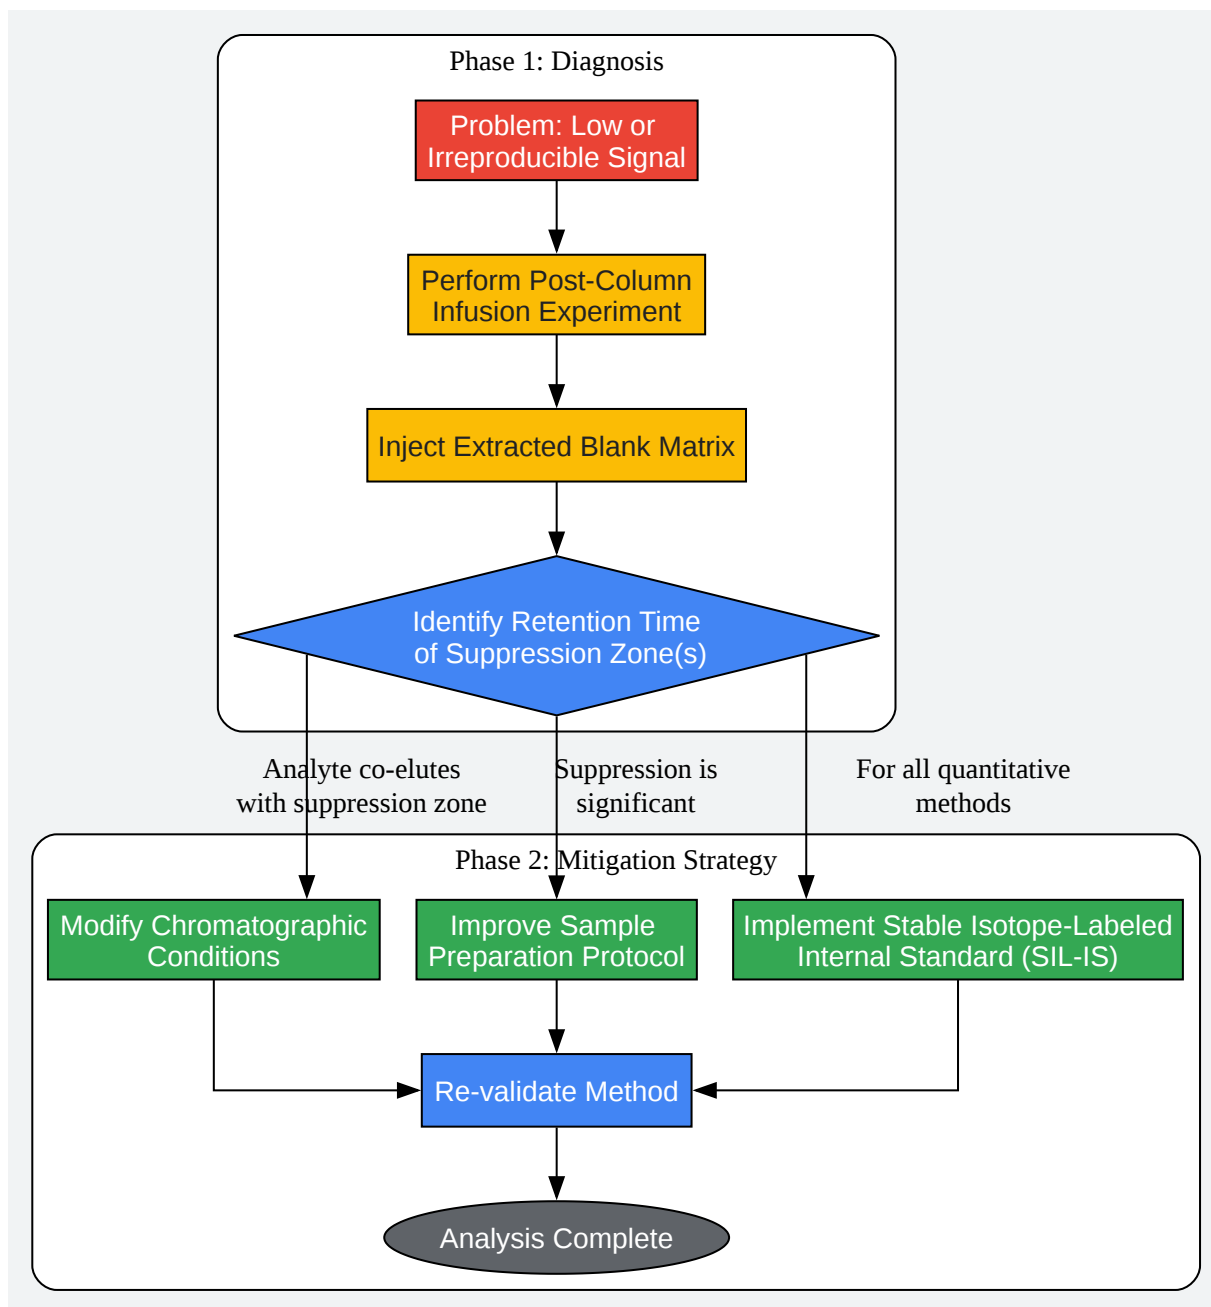 Phase 1: Diagnosis
Problem: Low or
Irreproducible Signal
Perform Post-Column
Infusion Experiment
Inject Extracted Blank Matrix
Identify Retention Time
of Suppression Zone(s)
Analyte co-elutes
with suppression zone
Suppression is
significant
For all quantitative
methods
Phase 2: Mitigation Strategy
Modify Chromatographic
Conditions
Improve Sample
Preparation Protocol
Implement Stable Isotope-Labeled
Internal Standard (SIL-IS)
Re-validate Method
Analysis Complete